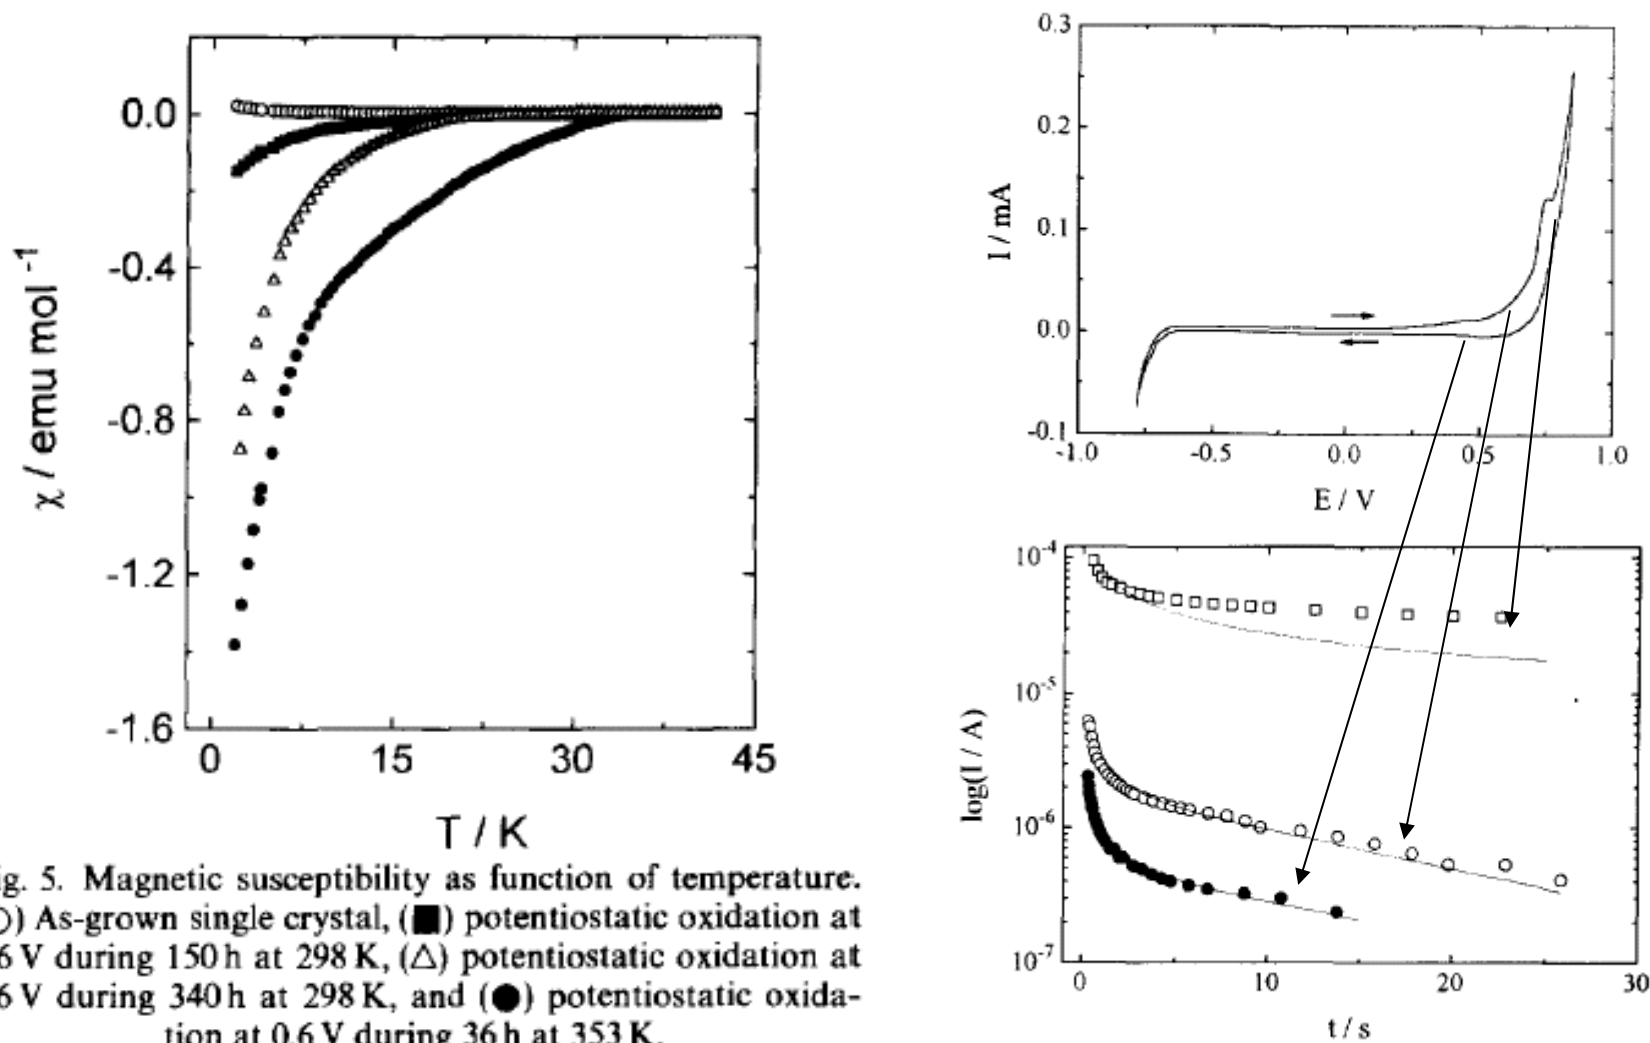 0.0
-0.4
-0.8
-1.2
-1.6
χ / emu mol -1
0 15 30 45
T / K
ig. 5. Magnetic susceptibility as function of temperature.
○) As-grown single crystal, (■) potentiostatic oxidation at
6 V during 150 h at 298 K, (△) potentiostatic oxidation at
6 V during 340 h at 298 K, and (●) potentiostatic oxida-
tion at 0.6 V during 36 h at 353 K.
0.3
0.2
0.1
0.0
-0.1
I / mA
-1.0 -0.5 0.0 0.5 1.0
E / V
10-4
10-5
10-6
10-7
log(I / A)
0 10 20 30
t / s